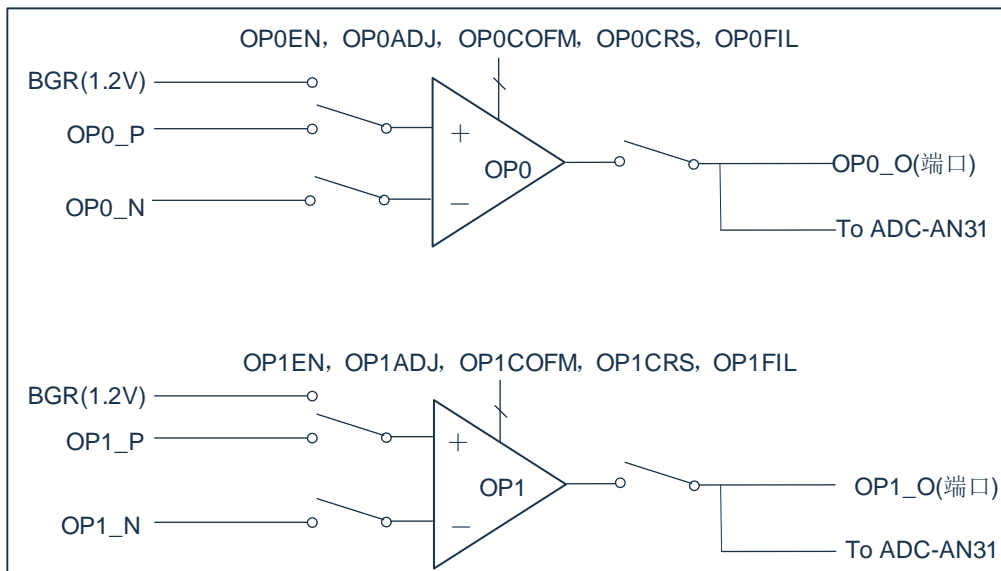 OP0EN，OP0ADJ，OP0COFM，OP0CRS，OP0FIL
BGR(1.2V)
OP0_P
+
OP0
OP0_O(端口)
OP0_N
−
To ADC-AN31
OP1EN，OP1ADJ，OP1COFM，OP1CRS，OP1FIL
BGR(1.2V)
OP1_P
+
OP1
OP1_O(端口)
OP1_N
−
To ADC-AN31